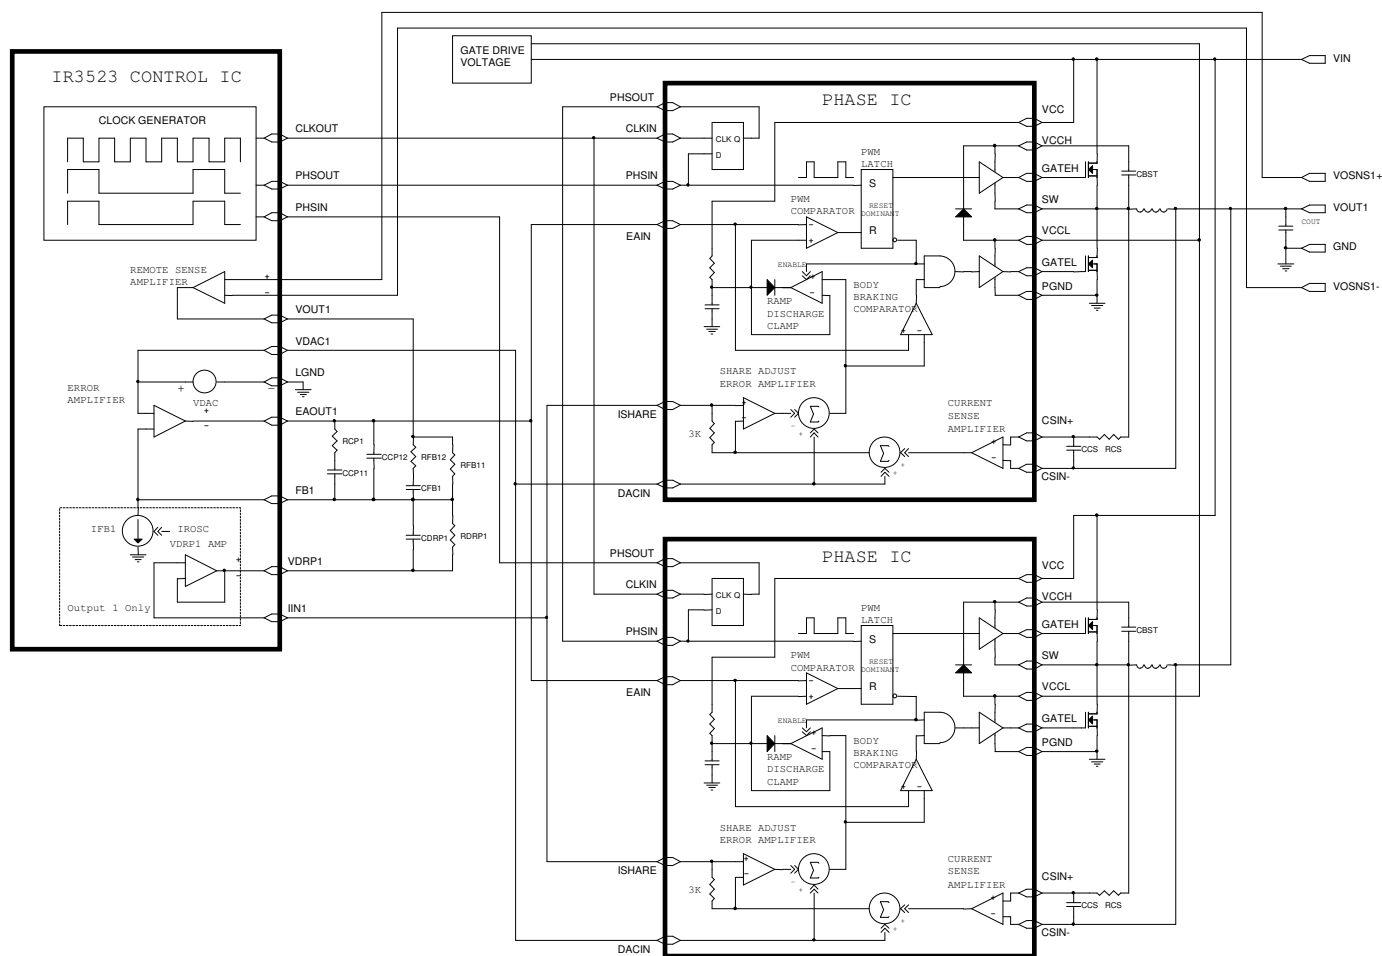 IR3523 CONTROL IC
CLOCK GENERATOR
CLKOUT
PHSOUT
PHSIN
REMOTE SENSE
AMPLIFIER
+
−
VOUT1
VDAC1
LGND
+
−
VDAC
ERROR
AMPLIFIER
+
−
EAOUT1
RCP1
CCP11
CCP12
RFB12
RFB11
CFB1
FB1
CDRP1
RDRP1
IFB1
IROSC
VDRP1 AMP
+
−
VDRP1
Output 1 Only
IIN1
GATE DRIVE
VOLTAGE
PHASE IC
PHSOUT
CLKIN
PHSIN
EAIN
ISHARE
DACIN
CLK Q
D
PWM
LATCH
S
RESET
DOMINANT
R
PWM
COMPARATOR
−
+
ENABLE
+
−
RAMP
DISCHARGE
CLAMP
BODY
BRAKING
COMPARATOR
+
−
SHARE ADJUST
ERROR AMPLIFIER
3K
+
−
Σ
−
+
Σ
+
+
CURRENT
SENSE
AMPLIFIER
+
−
VCC
VCCH
GATEH
SW
VCCL
GATEL
PGND
CSIN+
CSIN-
CBST
CCS
RCS
VIN
VOSNS1+
VOUT1
COUT
GND
VOSNS1-
PHASE IC
PHSOUT
CLKIN
PHSIN
EAIN
ISHARE
DACIN
CLK Q
D
PWM
LATCH
S
RESET
DOMINANT
R
PWM
COMPARATOR
−
+
ENABLE
+
−
RAMP
DISCHARGE
CLAMP
BODY
BRAKING
COMPARATOR
+
−
SHARE ADJUST
ERROR AMPLIFIER
3K
+
−
Σ
−
+
Σ
+
+
CURRENT
SENSE
AMPLIFIER
+
−
VCC
VCCH
GATEH
SW
VCCL
GATEL
PGND
CSIN+
CSIN-
CBST
CCS
RCS